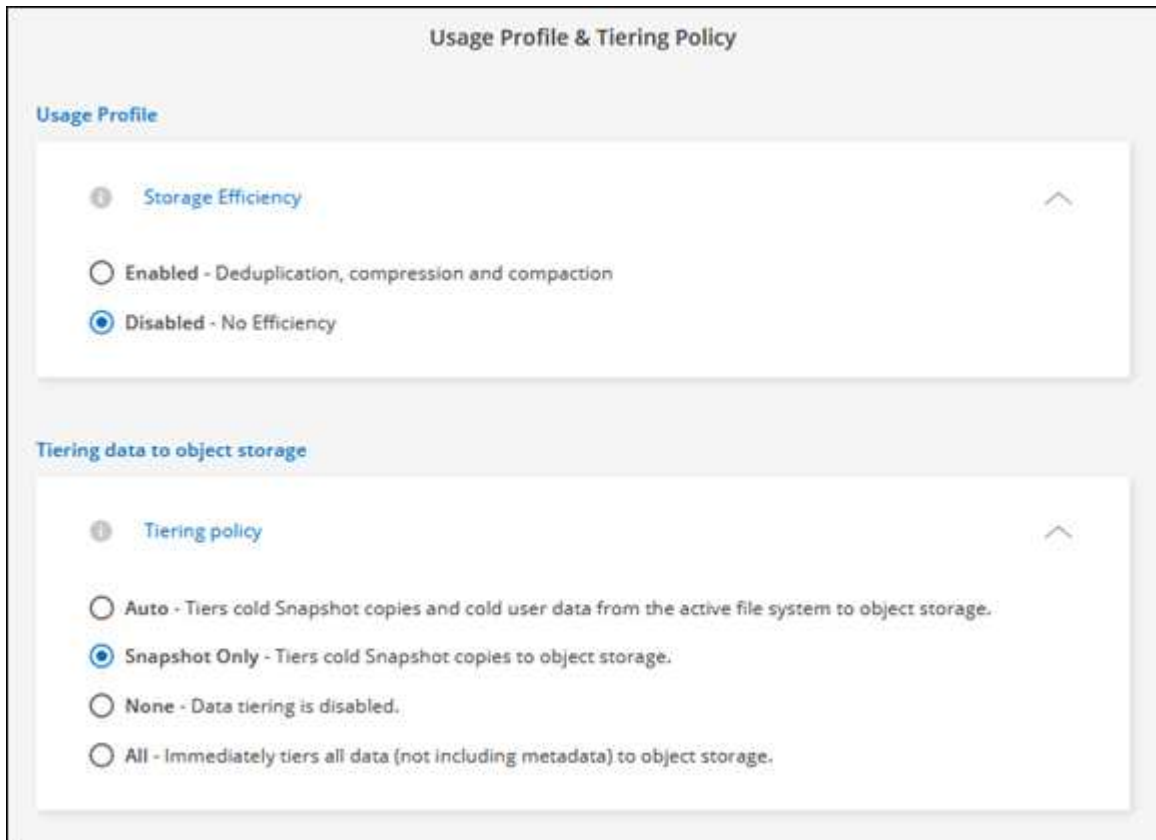 Usage Profile & Tiering Policy
Usage Profile
Storage Efficiency
Enabled - Deduplication, compression and compaction
Disabled - No Efficiency
Tiering data to object storage
Tiering policy
Auto - Tiers cold Snapshot copies and cold user data from the active file system to object storage.
Snapshot Only - Tiers cold Snapshot copies to object storage.
None - Data tiering is disabled.
All - Immediately tiers all data (not including metadata) to object storage.